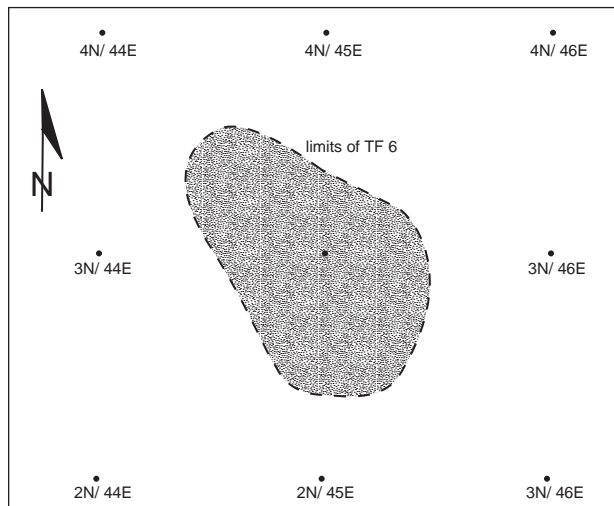 4N/ 44E
4N/ 45E
4N/ 46E
limits of TF 6
N
3N/ 44E
3N/ 46E
2N/ 44E
2N/ 45E
3N/ 46E